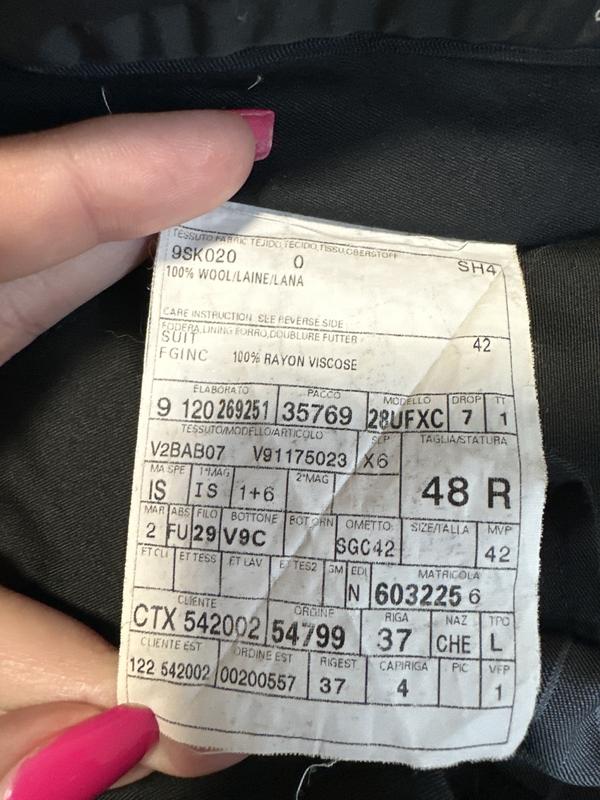 TESSUTO,FABRIC,TEJIDO,TECIDO,TISSU,OBERSTOFF
9SK020 0 SH4
100% WOOL/LAINE/LANA
CARE INSTRUCTION SEE REVERSE SIDE
FODERA,LINING,FORRO,DOUBLURE FUTTER
SUIT 42
FGINC 100% RAYON VISCOSE
ELABORATO PACCO MODELLO DROP TT
9 120269251 35769 28UFXC 7 1
TESSUTO/MODELLO/ARTICOLO SLP TAGLIA/STATURA
V2BAB07 V91175023 X6 48 R
MA SPE 1°MAG 2°MAG
IS IS 1+6
MAR ABS FILO BOTTONE BOT ORN OMETTO SIZE/TALLA MVP
2 FU 29 V9C SGC42 42
ET CLI ET TESS ET LAV ET TES2 GM EDI MATRICOLA
N 603225 6
CLIENTE ORDINE RIGA NAZ TPO
CTX 542002 54799 37 CHE L
CLIENTE EST ORDINE EST RIGEST CAPIRIGA PIC VFP
122 542002 00200557 37 4 1